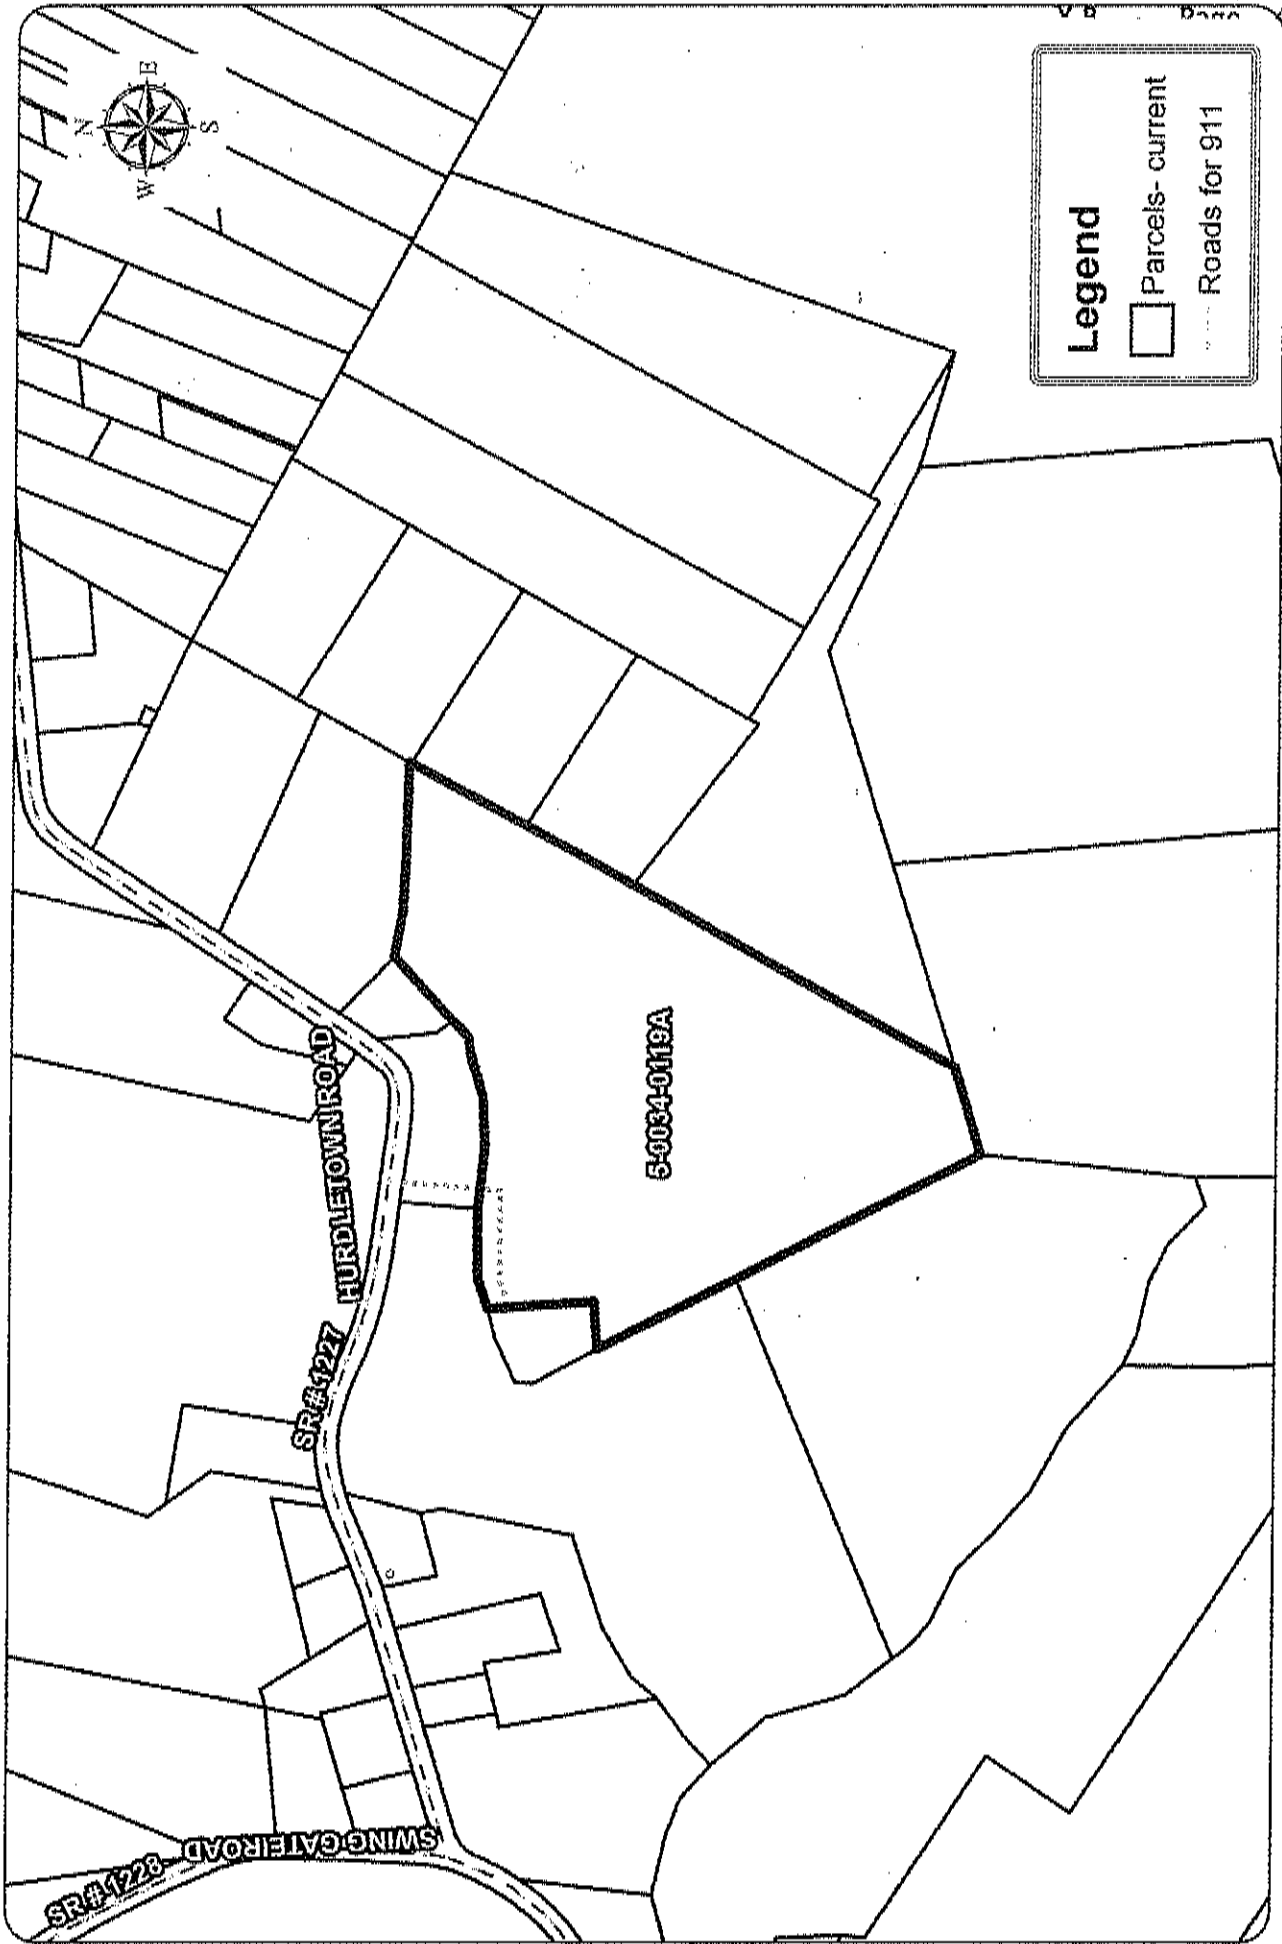 N
E
S
W
SR # 1228
SWING GATE ROAD
SR # 1227
HURDLETOWN ROAD
5-0034-0119A
Legend
Parcels- current
Roads for 911